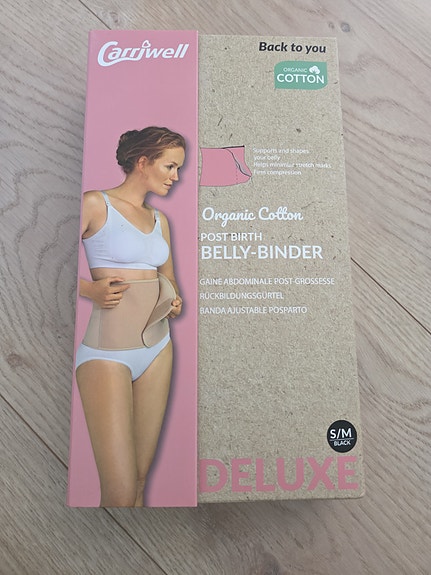 Carriwell
Back to you
ORGANIC
COTTON
Supports and shapes
your belly
Helps minimise stretch marks
Firm compression
Organic Cotton
POST BIRTH
BELLY-BINDER
GAINE ABDOMINALE POST-GROSSESSE
RÜCKBILDUNGSGÜRTEL
BANDA AJUSTABLE POSPARTO
S/M
BLACK
DELUXE